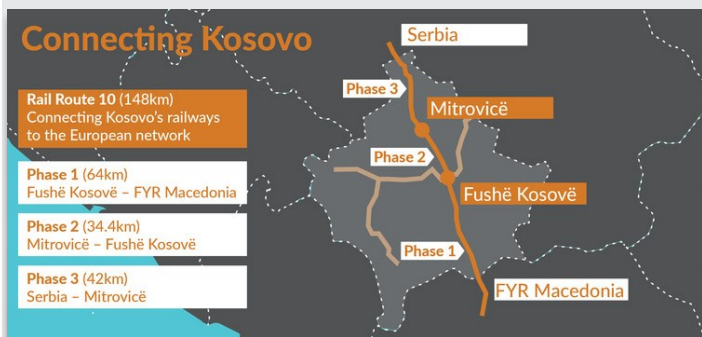 Connecting Kosovo
Rail Route 10 (148km)
Connecting Kosovo's railways
to the European network
Phase 1 (64km)
Fushë Kosovë – FYR Macedonia
Phase 2 (34.4km)
Mitrovicë – Fushë Kosovë
Phase 3 (42km)
Serbia – Mitrovicë
Serbia
Phase 3
Mitrovicë
Phase 2
Fushë Kosovë
Phase 1
FYR Macedonia